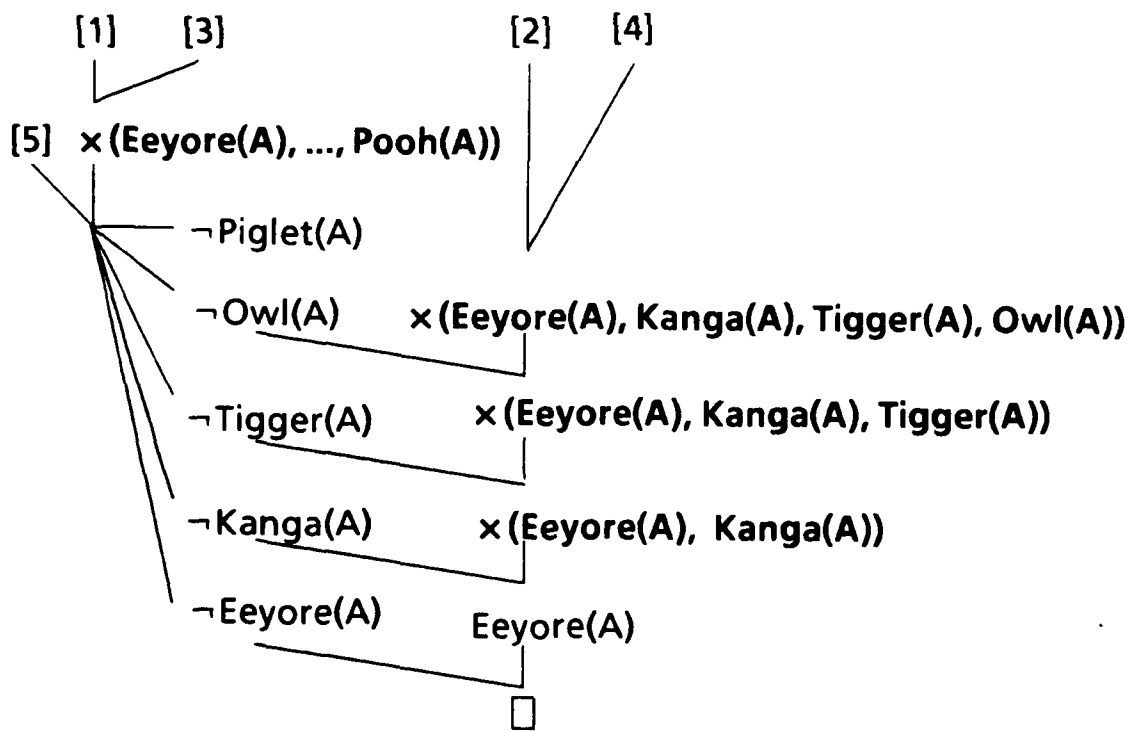 [1] [3] [2] [4]
[5] × (Eeyore(A), ..., Pooh(A))
¬Piglet(A)
¬Owl(A) × (Eeyore(A), Kanga(A), Tigger(A), Owl(A))
¬Tigger(A) × (Eeyore(A), Kanga(A), Tigger(A))
¬Kanga(A) × (Eeyore(A), Kanga(A))
¬Eeyore(A) Eeyore(A)